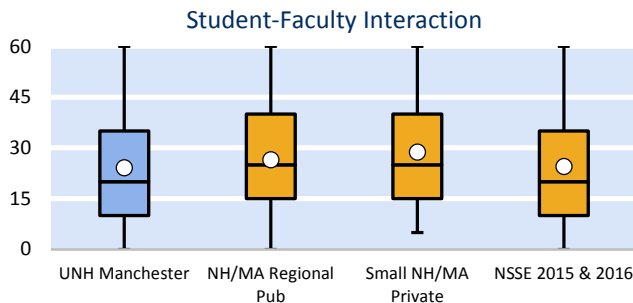 Student-Faculty Interaction
60
45
30
15
0
UNH Manchester
NH/MA Regional
Pub
Small NH/MA
Private
NSSE 2015 & 2016